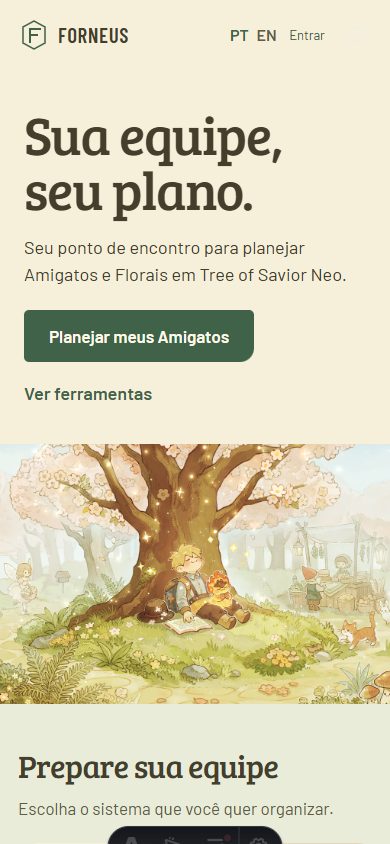 FORNEUS
PT EN Entrar
Sua equipe,
seu plano.
Seu ponto de encontro para planejar
Amigatos e Florais em Tree of Savior Neo.
Planejar meus Amigatos
Ver ferramentas
Prepare sua equipe
Escolha o sistema que você quer organizar.